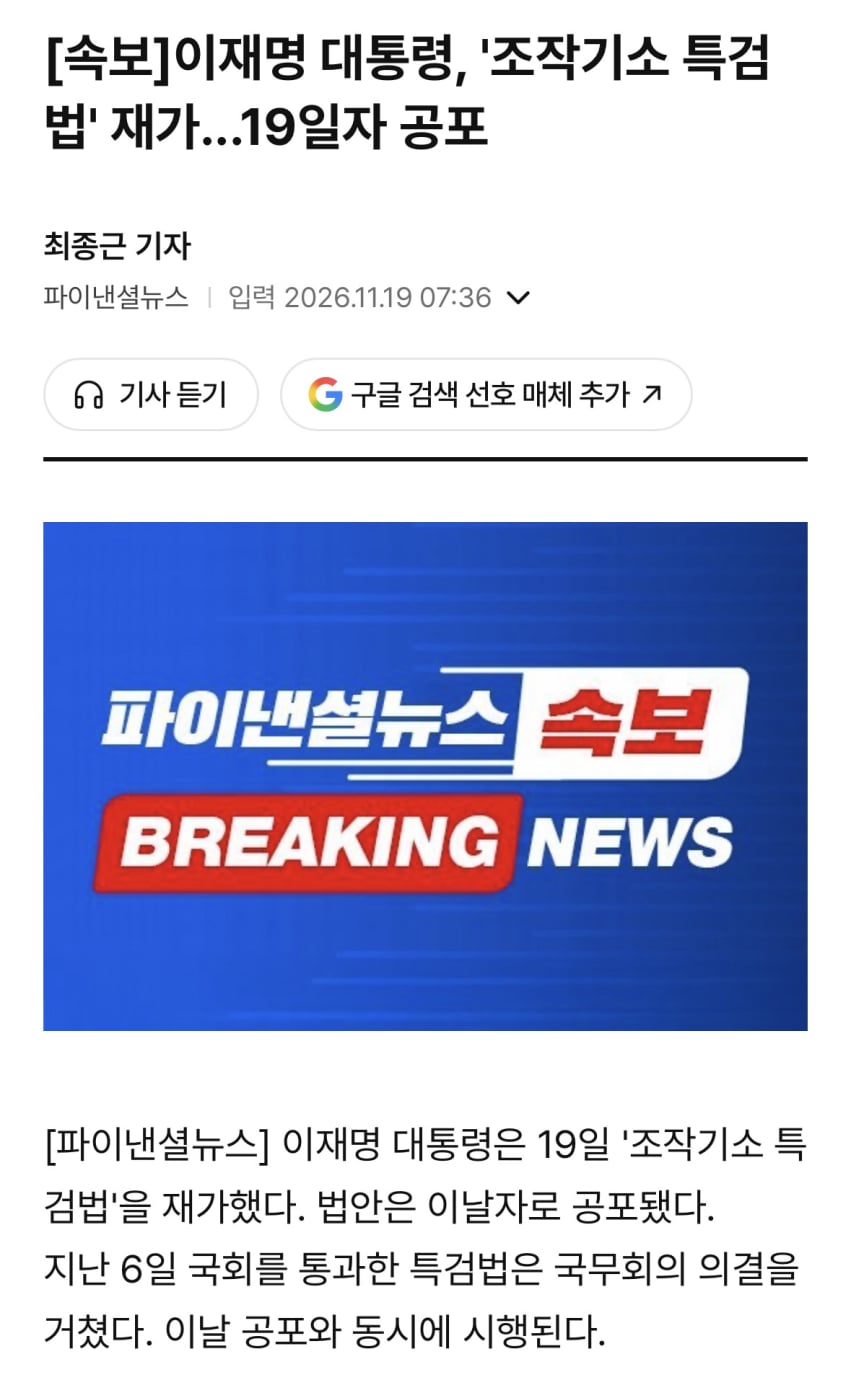 [속보]이재명 대통령, '조작기소 특검
법' 재가...19일자 공포
최종근 기자
파이낸셜뉴스 | 입력 2026.11.19 07:36
기사 듣기
구글 검색 선호 매체 추가 ↗
파이낸셜뉴스 속보
BREAKING NEWS
[파이낸셜뉴스] 이재명 대통령은 19일 '조작기소 특
검법'을 재가했다. 법안은 이날자로 공포됐다.
지난 6일 국회를 통과한 특검법은 국무회의 의결을
거쳤다. 이날 공포와 동시에 시행된다.